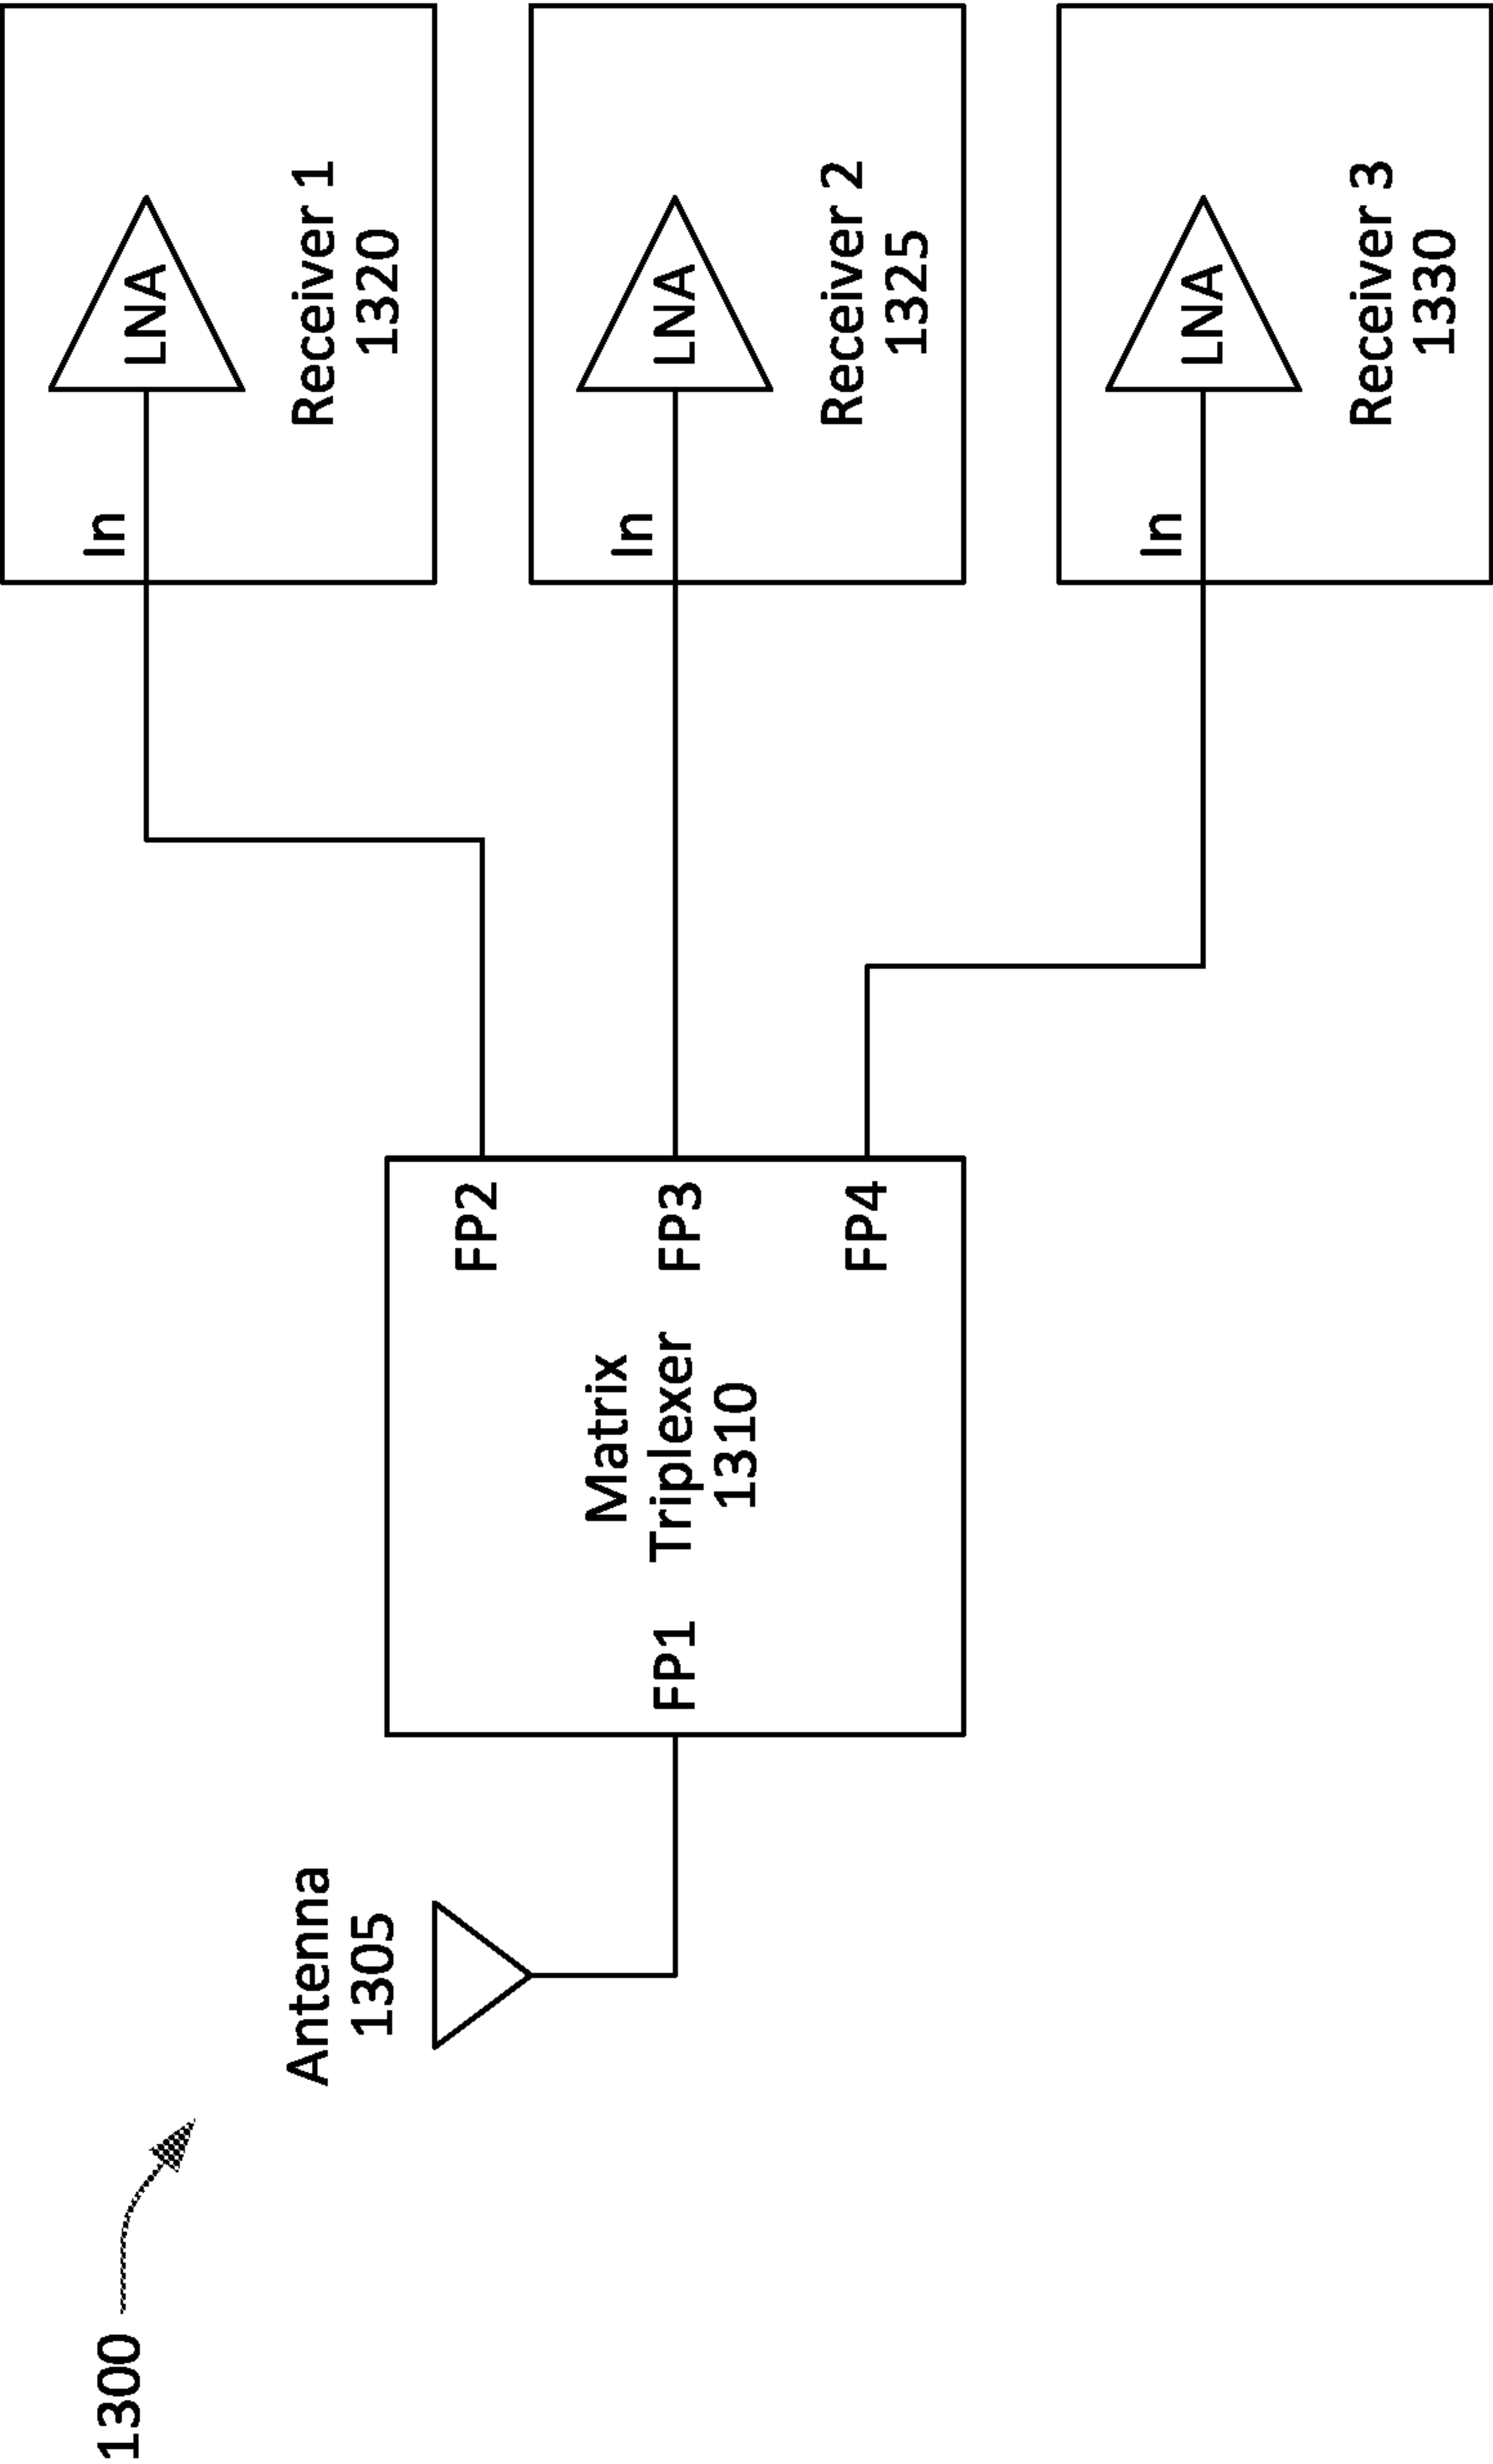 1300
Antenna
1305
FP1
Matrix
Triplexer
1310
FP2
FP3
FP4
In
LNA
Receiver 1
1320
In
LNA
Receiver 2
1325
In
LNA
Receiver 3
1330